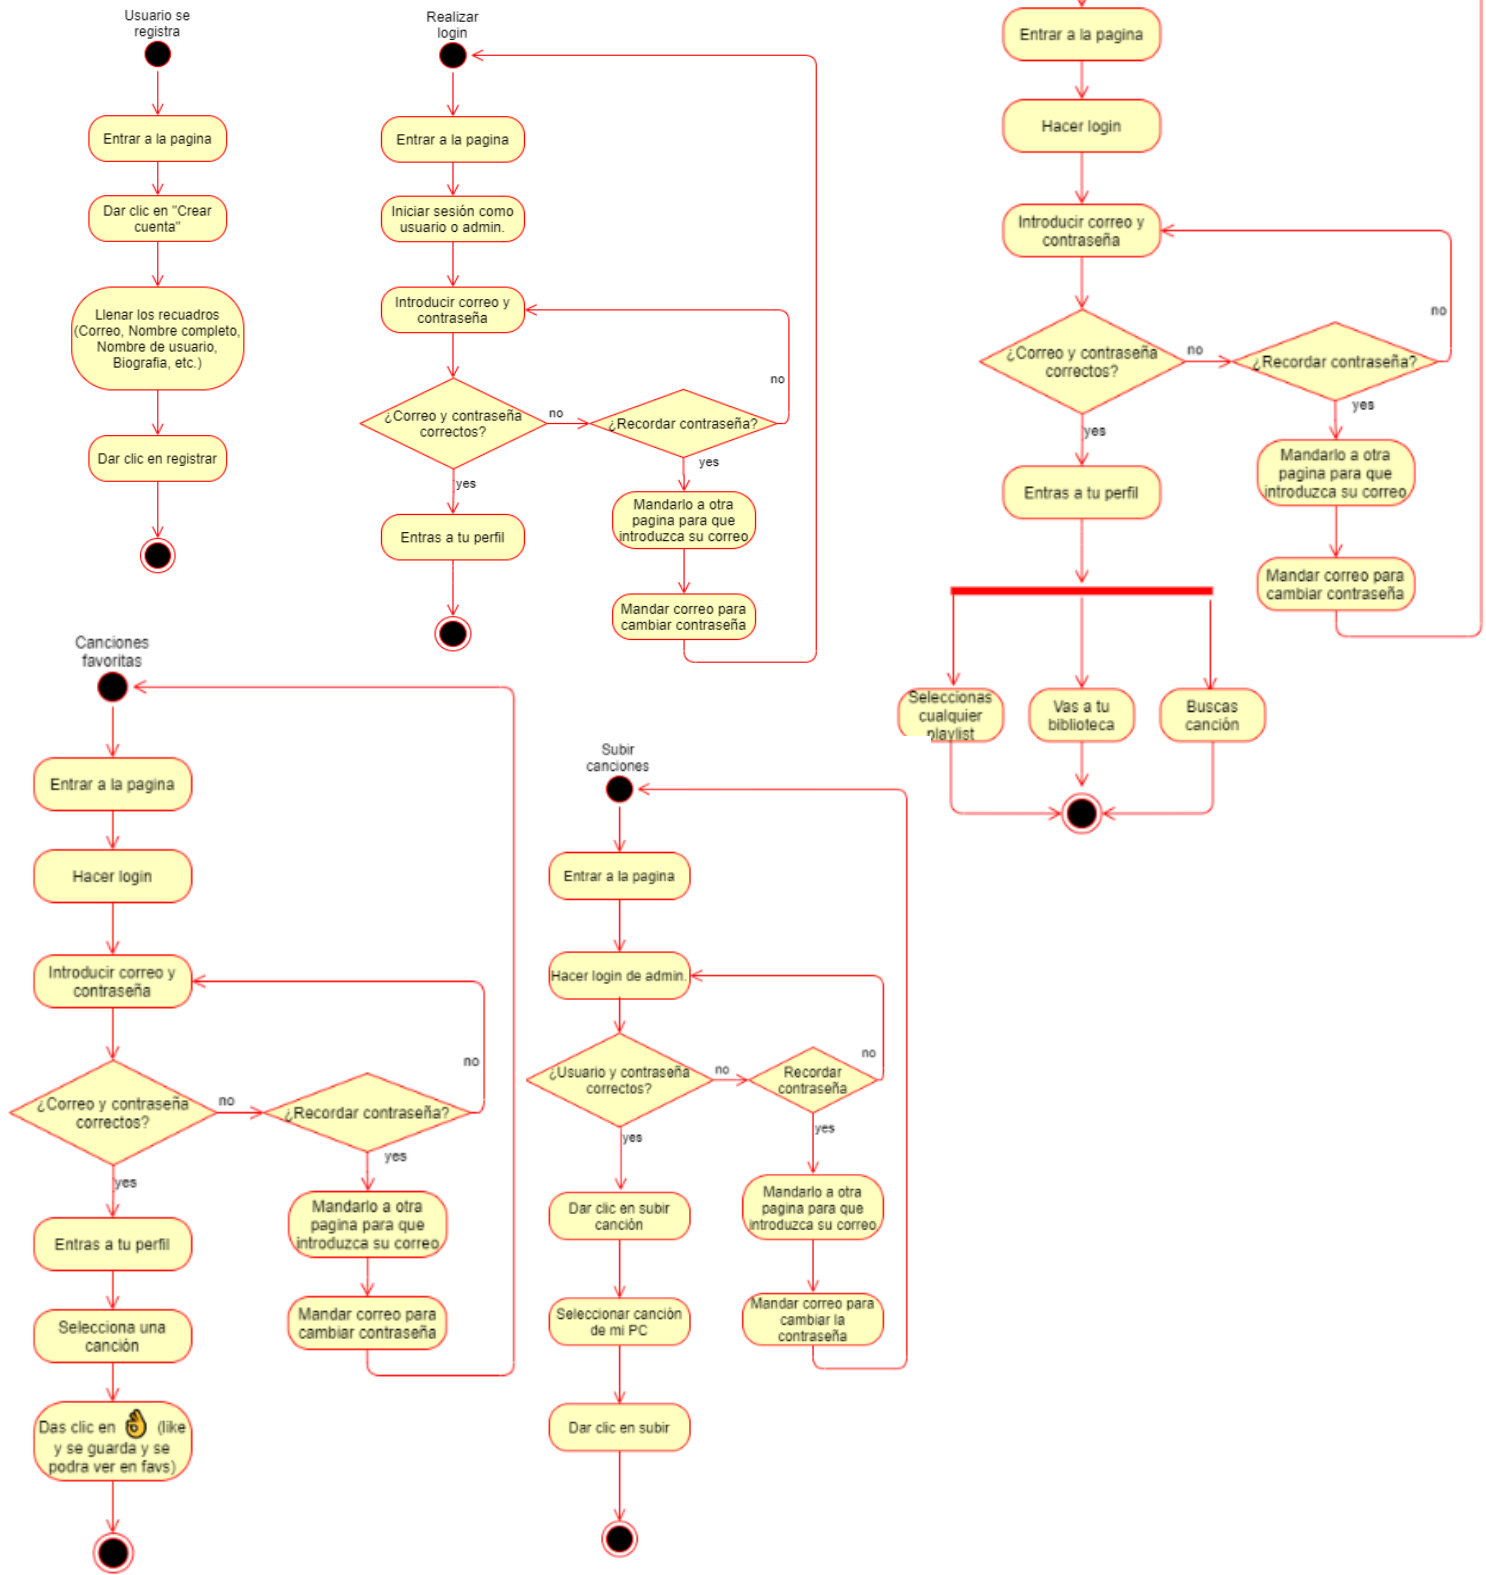 Usuario se
registra
Entrar a la pagina
Dar clic en "Crear
cuenta"
Llenar los recuadros
(Correo, Nombre completo,
Nombre de usuario,
Biografia, etc.)
Dar clic en registrar
Realizar
login
Entrar a la pagina
Iniciar sesión como
usuario o admin.
Introducir correo y
contraseña
¿Correo y contraseña
correctos?
no
¿Recordar contraseña?
no
yes
yes
Entras a tu perfil
Mandarlo a otra
pagina para que
introduzca su correo
Mandar correo para
cambiar contraseña
Entrar a la pagina
Hacer login
Introducir correo y
contraseña
¿Correo y contraseña
correctos?
no
¿Recordar contraseña?
no
yes
yes
Entras a tu perfil
Mandarlo a otra
pagina para que
introduzca su correo
Mandar correo para
cambiar contraseña
Seleccionas
cualquier
playlist
Vas a tu
biblioteca
Buscas
canción
Canciones
favoritas
Entrar a la pagina
Hacer login
Introducir correo y
contraseña
¿Correo y contraseña
correctos?
no
¿Recordar contraseña?
no
yes
yes
Entras a tu perfil
Mandarlo a otra
pagina para que
introduzca su correo
Mandar correo para
cambiar contraseña
Selecciona una
canción
Das clic en 👌 (like
y se guarda y se
podra ver en favs)
Subir
canciones
Entrar a la pagina
Hacer login de admin.
¿Usuario y contraseña
correctos?
no
Recordar
contraseña
no
yes
yes
Dar clic en subir
canción
Mandarlo a otra
pagina para que
introduzca su correo
Seleccionar canción
de mi PC
Mandar correo para
cambiar la
contraseña
Dar clic en subir